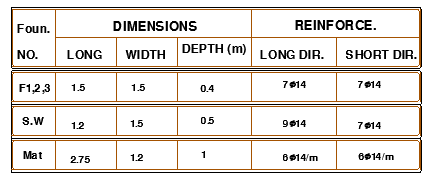 Foun. DIMENSIONS REINFORCE.
NO. LONG WIDTH DEPTH (m) LONG DIR. SHORT DIR.
F1,2,3 1.5 1.5 0.4 7ø14 7ø14
S.W 1.2 1.5 0.5 9ø14 7ø14
Mat 2.75 1.2 1 6ø14/m 6ø14/m